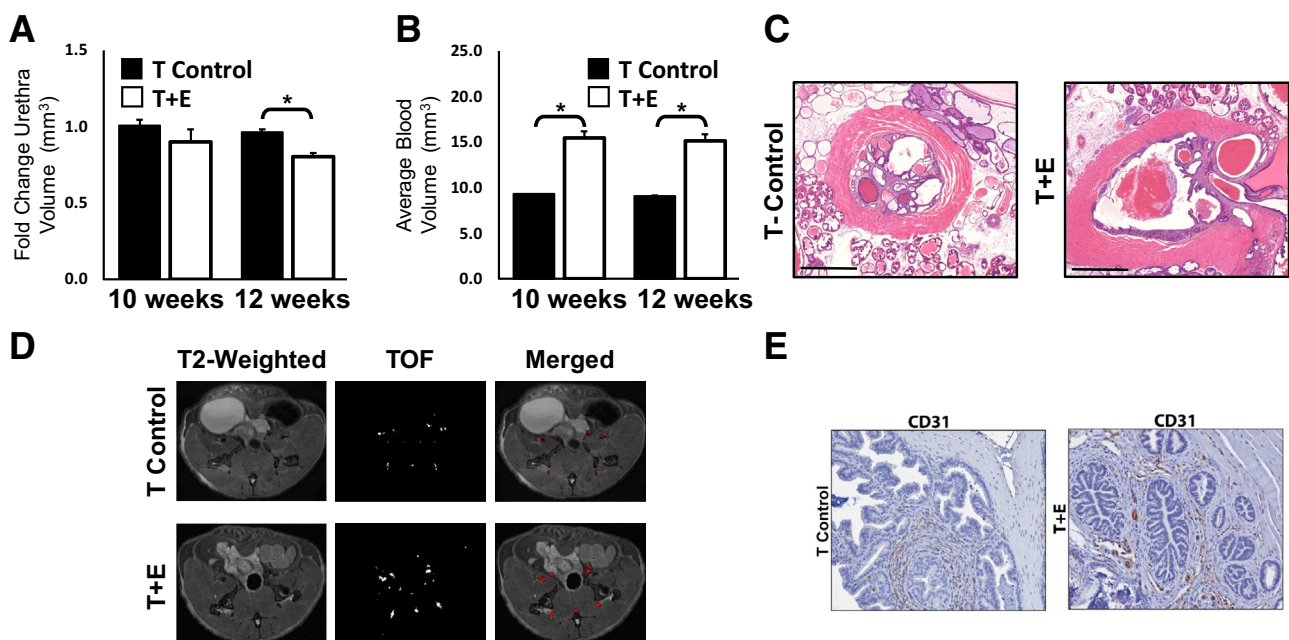 A
Fold Change Urethra
Volume (mm³)
1.5
1.0
0.5
0.0
T Control
T+E
*
10 weeks 12 weeks
B
Average Blood
Volume (mm³)
25.0
20.0
15.0
10.0
5.0
0.0
T Control
T+E
*
*
10 weeks 12 weeks
C
T- Control
T+E
D
T2-Weighted TOF Merged
T Control
T+E
E
CD31
T Control
CD31
T+E